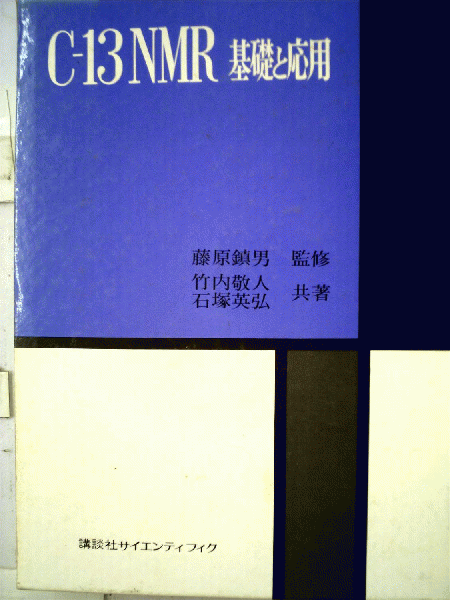 C-13 NMR 基礎と応用
藤原鎮男 監修
竹内敬人
石塚英弘 共著
講談社サイエンティフィク